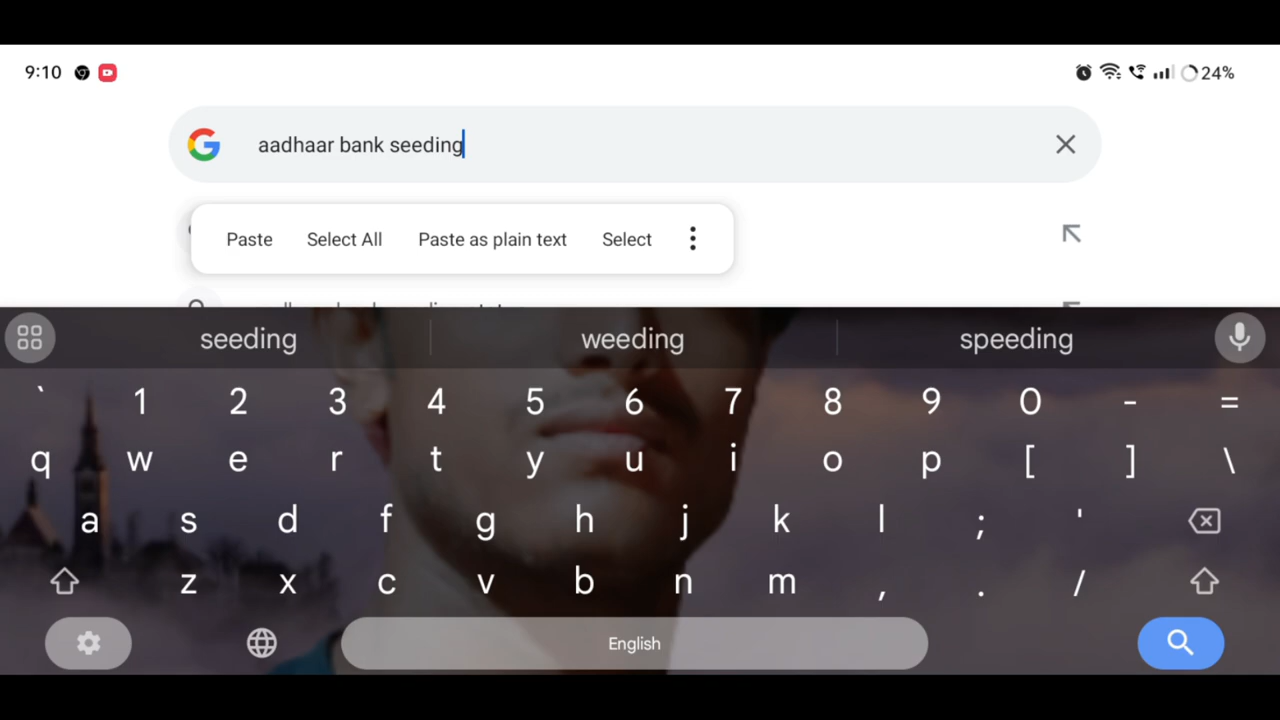 9:10 24%
aadhaar bank seeding
Paste Select All Paste as plain text Select
seeding weeding speeding
` 1 2 3 4 5 6 7 8 9 0 - =
q w e r t y u i o p [ ] \
a s d f g h j k l ; '
z x c v b n m , . /
English